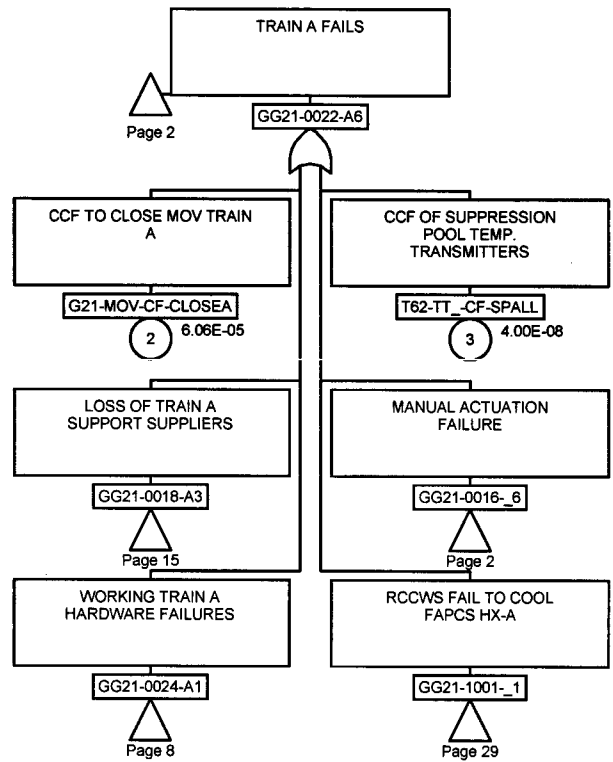 TRAIN A FAILS
Page 2
GG21-0022-A6
CCF TO CLOSE MOV TRAIN
A
G21-MOV-CF-CLOSEA
2
6.06E-05
CCF OF SUPPRESSION
POOL TEMP.
TRANSMITTERS
T62-TT_-CF-SPALL
3
4.00E-08
LOSS OF TRAIN A
SUPPORT SUPPLIERS
GG21-0018-A3
Page 15
MANUAL ACTUATION
FAILURE
GG21-0016-_6
Page 2
WORKING TRAIN A
HARDWARE FAILURES
GG21-0024-A1
Page 8
RCCWS FAIL TO COOL
FAPCS HX-A
GG21-1001-_1
Page 29